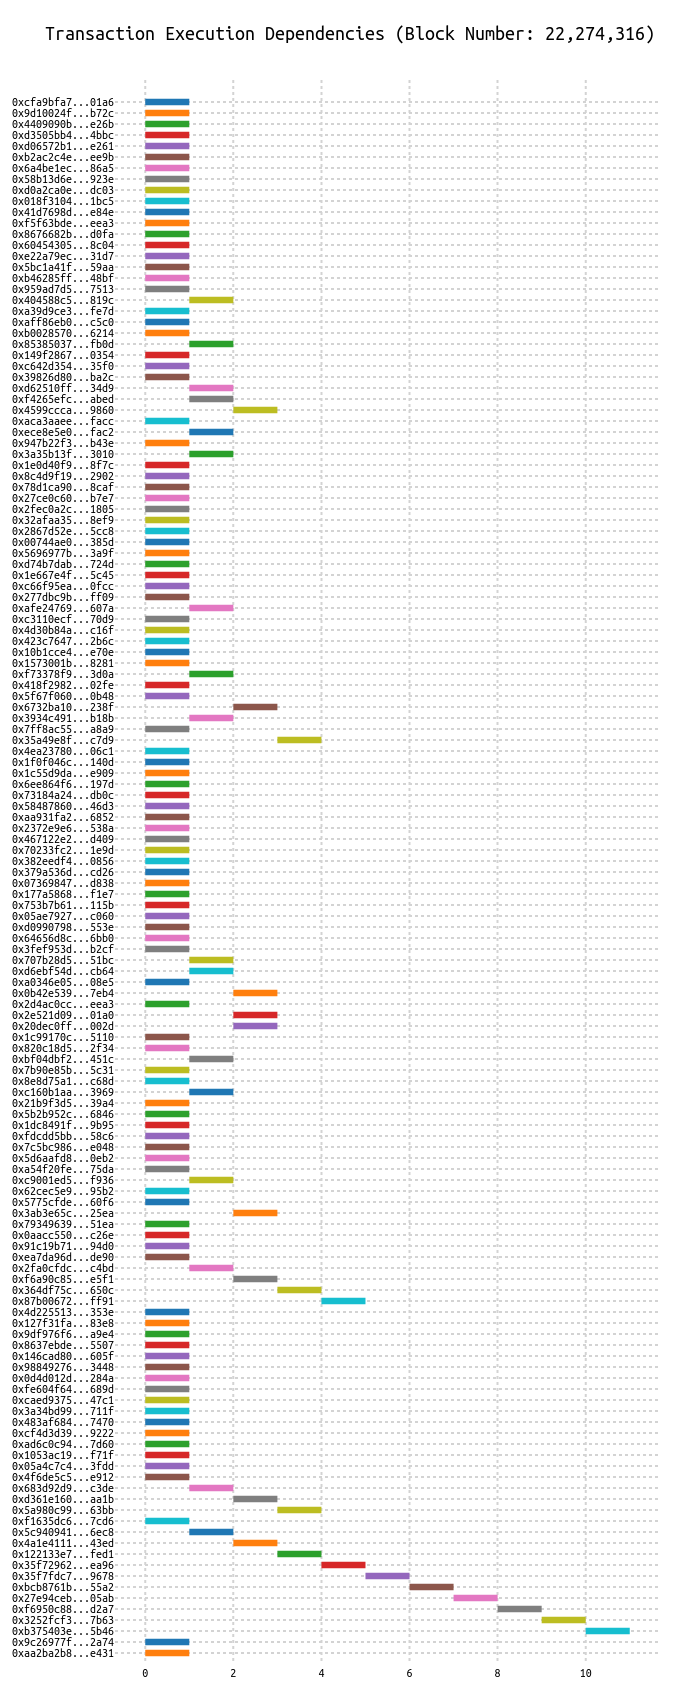 Transaction Execution Dependencies (Block Number: 22,274,316)
0xcfa9bfa7...01a6
0x9d10024f...b72c
0x4409090b...e26b
0xd3505bb4...4bbc
0xd06572b1...e261
0xb2ac2c4e...ee9b
0x6a4be1ec...86a5
0x58b13d6e...923e
0xd0a2ca0e...dc03
0x018f3104...1bc5
0x41d7698d...e84e
0xf5f63bde...eea3
0x8676682b...d0fa
0x60454305...8c04
0xe22a79ec...31d7
0x5bc1a41f...59aa
0xb46285ff...48bf
0x959ad7d5...7513
0x404588c5...819c
0xa39d9ce3...fe7d
0xaff86eb0...c5c0
0xb0028570...6214
0x85385037...fb0d
0x149f2867...0354
0xc642d354...35f0
0x39826d80...ba2c
0xd62510ff...34d9
0xf4265efc...abed
0x4599ccca...9860
0xaca3aaee...facc
0xece8e5e0...fac2
0x947b22f3...b43e
0x3a35b13f...3010
0x1e0d40f9...8f7c
0x8c4d9f19...2902
0x78d1ca90...8caf
0x27ce0c60...b7e7
0x2fec0a2c...1805
0x32afaa35...8ef9
0x2867d52e...5cc8
0x00744ae0...385d
0x5696977b...3a9f
0xd74b7dab...724d
0x1e667e4f...5c45
0xc66f95ea...0fcc
0x277dbc9b...ff09
0xafe24769...607a
0xc3110ecf...70d9
0x4d30b84a...c16f
0x423c7647...2b6c
0x10b1cce4...e70e
0x1573001b...8281
0xf73378f9...3d0a
0x418f2982...02fe
0x5f67f060...0b48
0x6732ba10...238f
0x3934c491...b18b
0x7ff8ac55...a8a9
0x35a49e8f...c7d9
0x4ea23780...06c1
0x1f0f046c...140d
0x1c55d9da...e909
0x6ee864f6...197d
0x73184a24...db0c
0x58487860...46d3
0xaa931fa2...6852
0x2372e9e6...538a
0x467122e2...d409
0x70233fc2...1e9d
0x382eedf4...0856
0x379a536d...cd26
0x07369847...d838
0x177a5868...f1e7
0x753b7b61...115b
0x05ae7927...c060
0xd0990798...553e
0x64656d8c...6bb0
0x3fef953d...b2cf
0x707b28d5...51bc
0xd6ebf54d...cb64
0xa0346e05...08e5
0x0b42e539...7eb4
0x2d4ac0cc...eea3
0x2e521d09...01a0
0x20dec0ff...002d
0x1c99170c...5110
0x820c18d5...2f34
0xbf04dbf2...451c
0x7b90e85b...5c31
0x8e8d75a1...c68d
0xc160b1aa...3969
0x21b9f3d5...39a4
0x5b2b952c...6846
0x1dc8491f...9b95
0xfdcdd5bb...58c6
0x7c5bc986...e048
0x5d6aafd8...0eb2
0xa54f20fe...75da
0xc9001ed5...f936
0x62cec5e9...95b2
0x5775cfde...60f6
0x3ab3e65c...25ea
0x79349639...51ea
0x0aacc550...c26e
0x91c19b71...94d0
0xea7da96d...de90
0x2fa0cfdc...c4bd
0xf6a90c85...e5f1
0x364df75c...650c
0x87b00672...ff91
0x4d225513...353e
0x127f31fa...83e8
0x9df976f6...a9e4
0x8637ebde...5507
0x146cad80...605f
0x98849276...3448
0x0d4d012d...284a
0xfe604f64...689d
0xcaed9375...47c1
0x3a34bd99...711f
0x483af684...7470
0xcf4d3d39...9222
0xad6c0c94...7d60
0x1053ac19...f71f
0x05a4c7c4...3fdd
0x4f6de5c5...e912
0x683d92d9...c3de
0xd361e160...aa1b
0x5a980c99...63bb
0xf1635dc6...7cd6
0x5c940941...6ec8
0x4a1e4111...43ed
0x122133e7...fed1
0x35f72962...ea96
0x35f7fdc7...9678
0xbcb8761b...55a2
0x27e94ceb...05ab
0xf6950c88...d2a7
0x3252fcf3...7b63
0xb375403e...5b46
0x9c26977f...2a74
0xaa2ba2b8...e431
0 2 4 6 8 10